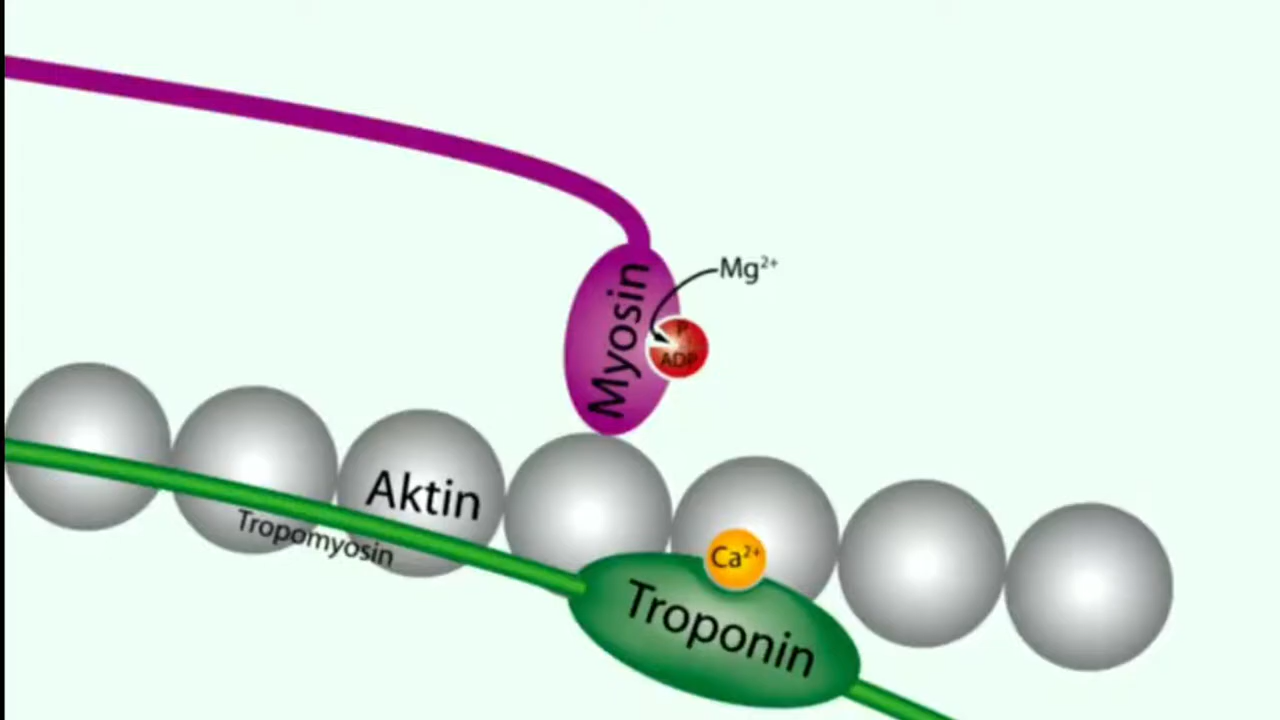 Myosin
Mg²⁺
P
ADP
Aktin
Tropomyosin
Ca²⁺
Troponin